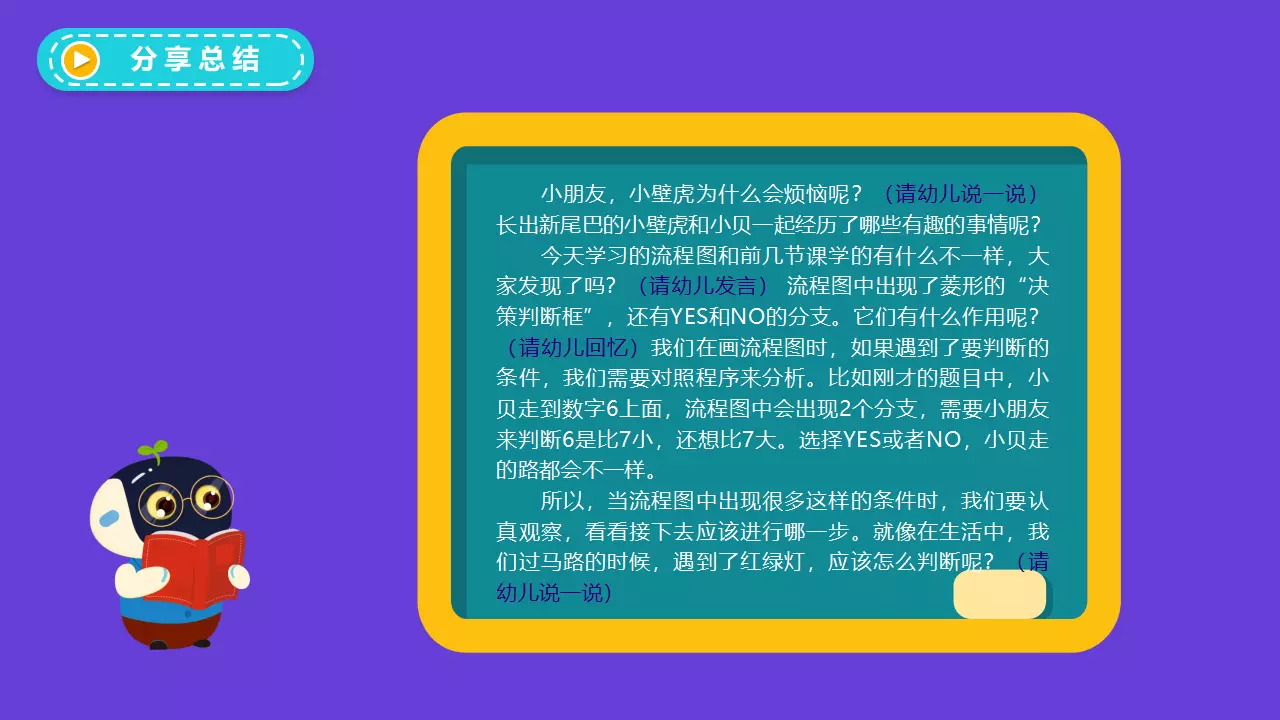 分享总结
小朋友，小壁虎为什么会烦恼呢？（请幼儿说一说）
长出新尾巴的小壁虎和小贝一起经历了哪些有趣的事情呢？
今天学习的流程图和前几节课学的有什么不一样，大
家发现了吗？（请幼儿发言） 流程图中出现了菱形的“决
策判断框”，还有YES和NO的分支。它们有什么作用呢？
（请幼儿回忆）我们在画流程图时，如果遇到了要判断的
条件，我们需要对照程序来分析。比如刚才的题目中，小
贝走到数字6上面，流程图中会出现2个分支，需要小朋友
来判断6是比7小，还想比7大。选择YES或者NO，小贝走
的路都会不一样。
所以，当流程图中出现很多这样的条件时，我们要认
真观察，看看接下去应该进行哪一步。就像在生活中，我
们过马路的时候，遇到了红绿灯，应该怎么判断呢？（请
幼儿说一说）